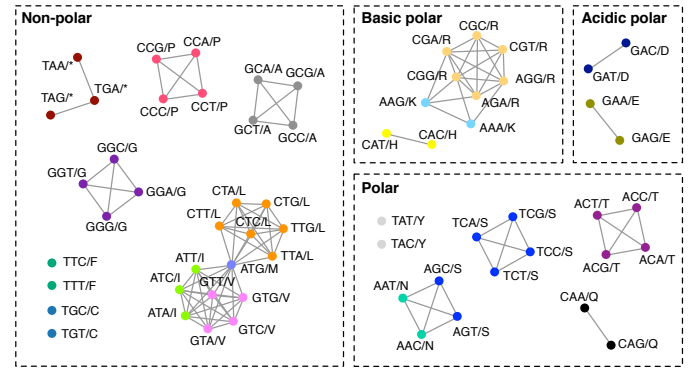 Non-polar
TAA/*
TGA/*
TAG/*
CCG/P
CCA/P
CCC/P
CCT/P
GCA/A
GCG/A
GCT/A
GCC/A
GGC/G
GGT/G
GGA/G
GGG/G
CTA/L
CTG/L
CTT/L
CTC/L
TTG/L
TTA/L
ATG/M
ATT/I
ATC/I
GTT/V
GTG/V
ATA/I
GTC/V
GTA/V
TTC/F
TTT/F
TGC/C
TGT/C
Basic polar
CGC/R
CGA/R
CGT/R
CGG/R
AGG/R
AAG/K
AGA/R
AAA/K
CAT/H
CAC/H
Acidic polar
GAC/D
GAT/D
GAA/E
GAG/E
Polar
TAT/Y
TAC/Y
TCG/S
TCA/S
TCC/S
TCT/S
ACT/T
ACC/T
ACG/T
ACA/T
AGC/S
AAT/N
AGT/S
AAC/N
CAA/Q
CAG/Q